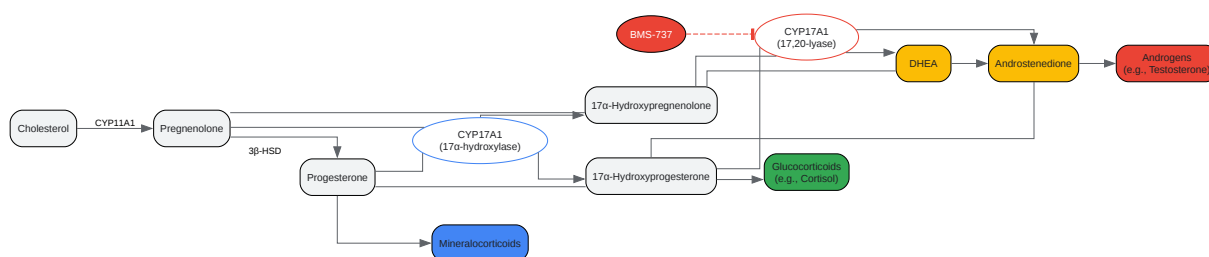 BMS-737
CYP17A1
(17,20-lyase)
DHEA
Androstenedione
Androgens
(e.g., Testosterone)
17α-Hydroxypregnenolone
Cholesterol
CYP11A1
Pregnenolone
CYP17A1
(17α-hydroxylase)
3β-HSD
Progesterone
17α-Hydroxyprogesterone
Glucocorticoids
(e.g., Cortisol)
Mineralocorticoids